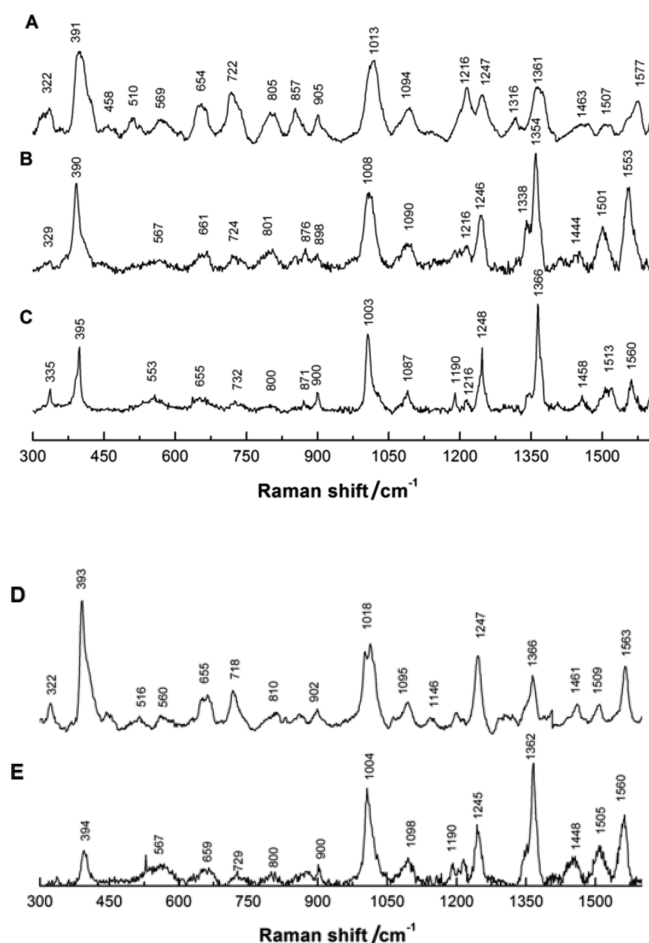 A
322 391 458 510 569 654 722 805 857 905 1013 1094 1216 1247 1316 1361 1463 1507 1577
B
329 390 567 661 724 801 876 898 1008 1090 1216 1246 1338 1354 1444 1501 1553
C
335 395 553 655 732 800 871 900 1003 1087 1190 1216 1248 1366 1458 1513 1560
300 450 600 750 900 1050 1200 1350 1500
Raman shift/cm⁻¹
D
322 393 516 560 655 718 810 902 1018 1095 1146 1247 1366 1461 1509 1563
E
394 567 659 729 800 900 1004 1098 1190 1245 1362 1448 1505 1560
300 450 600 750 900 1050 1200 1350 1500
Raman shift /cm⁻¹